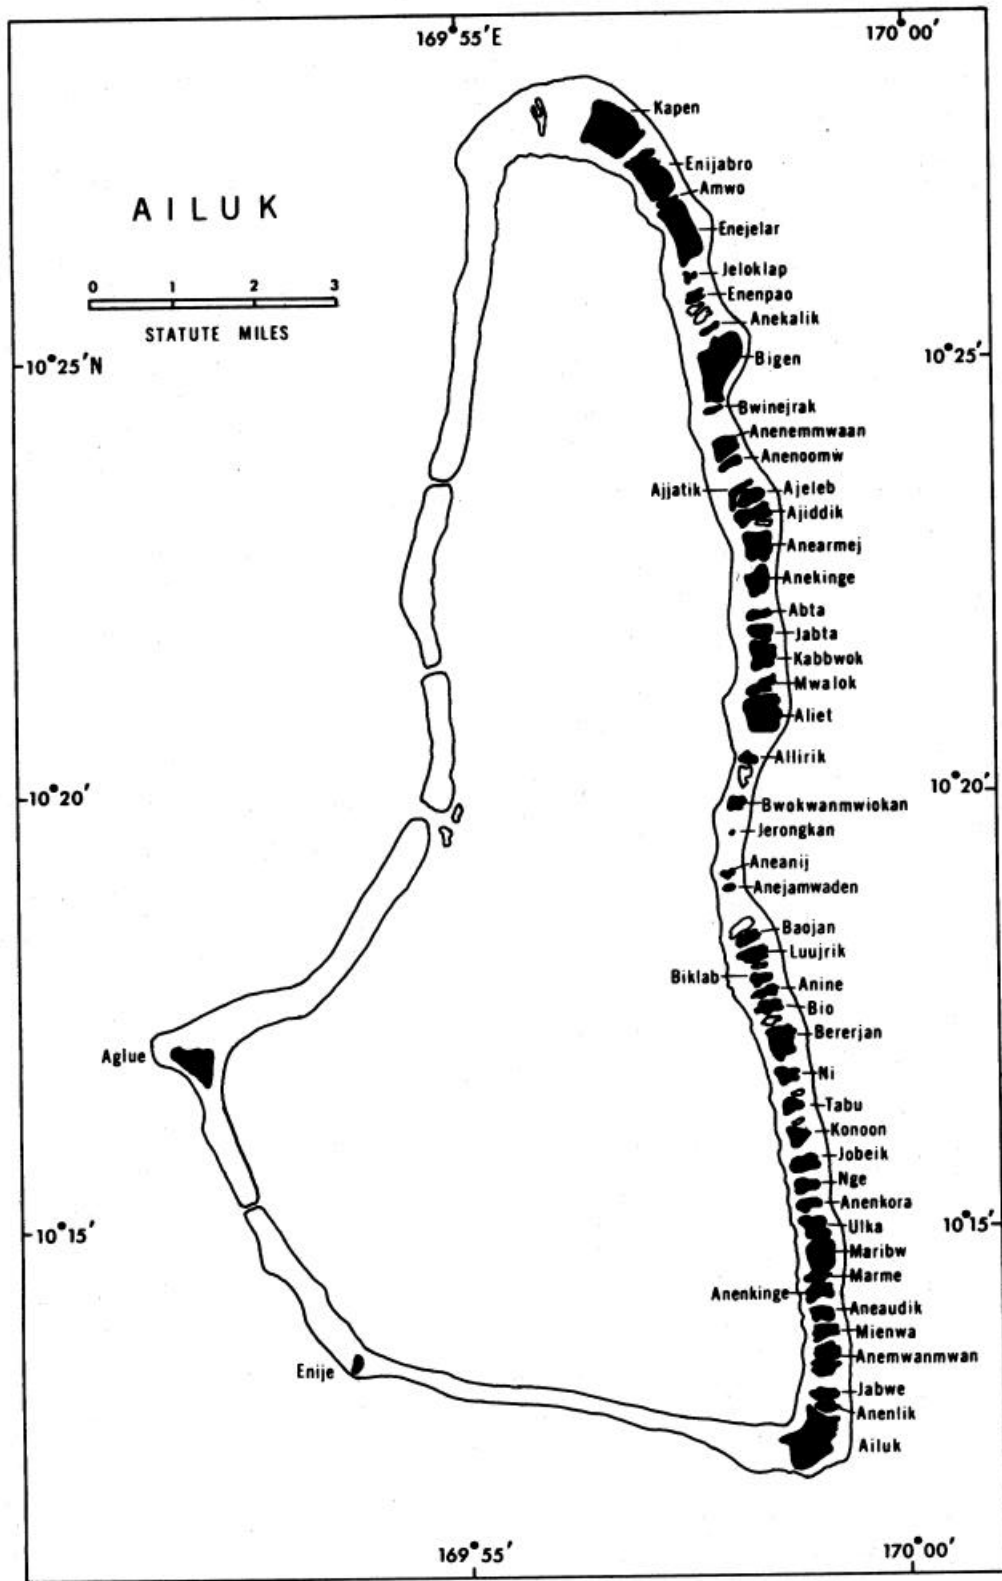 169°55'E
170°00'
AILUK
0 1 2 3
STATUTE MILES
10°25'N
10°25'
Kapen
Enijabro
Amwo
Enejelar
Jeloklap
Enenpao
Anekalik
Bigen
Bwinejrak
Anenemmwaan
Anenoomw
Ajjatik
Ajeleb
Ajiddik
Anearmej
Anekinge
Abta
Jabta
Kabbwok
Mwalok
Aliet
Allirik
10°20'
10°20'
Bwokwanmwiokan
Jerongkan
Aneanij
Anejamwaden
Baojan
Luujrik
Biklab
Anine
Bio
Bererjan
Aglue
Ni
Tabu
Konoon
Jobeik
Nge
Anenkora
10°15'
10°15'
Ulka
Maribw
Marme
Anenkinge
Aneaudik
Mienwa
Anemwanmwan
Enije
Jabwe
Anenlik
Ailuk
169°55'
170°00'